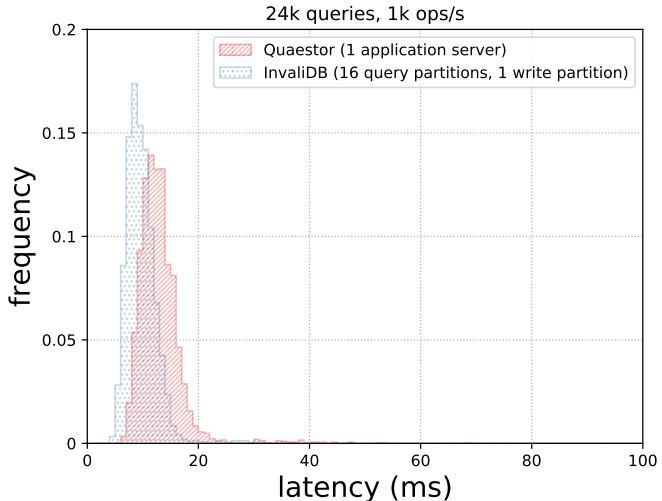 24k queries, 1k ops/s
Quaestor (1 application server)
InvaliDB (16 query partitions, 1 write partition)
frequency
0.2
0.15
0.1
0.05
0
0 20 40 60 80 100
latency (ms)